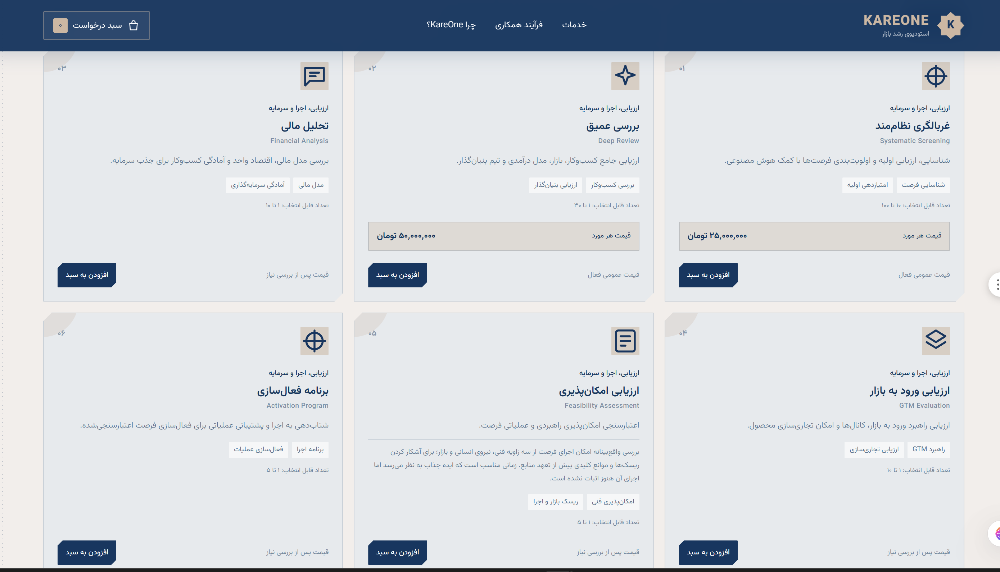 K
KAREONE
استودیوی رشد بازار
خدمات
فرآیند همکاری
چرا KareOne؟
سبد درخواست
۰
۰۱
ارزیابی، اجرا و سرمایه
غربالگری نظام‌مند
Systematic Screening
شناسایی، ارزیابی اولیه و اولویت‌بندی فرصت‌ها با کمک هوش مصنوعی.
شناسایی فرصت
امتیازدهی اولیه
تعداد قابل انتخاب: ۱۰ تا ۱۰۰
قیمت هر مورد
۲۵,۰۰۰,۰۰۰ تومان
قیمت عمومی فعال
افزودن به سبد
۰۲
ارزیابی، اجرا و سرمایه
بررسی عمیق
Deep Review
ارزیابی جامع کسب‌وکار، بازار، مدل درآمدی و تیم بنیان‌گذار.
بررسی کسب‌وکار
ارزیابی بنیان‌گذار
تعداد قابل انتخاب: ۱ تا ۳۰
قیمت هر مورد
۵۰,۰۰۰,۰۰۰ تومان
قیمت عمومی فعال
افزودن به سبد
۰۳
ارزیابی، اجرا و سرمایه
تحلیل مالی
Financial Analysis
بررسی مدل مالی، اقتصاد واحد و آمادگی کسب‌وکار برای جذب سرمایه.
مدل مالی
آمادگی سرمایه‌گذاری
تعداد قابل انتخاب: ۱ تا ۱۰
قیمت پس از بررسی نیاز
افزودن به سبد
۰۴
ارزیابی، اجرا و سرمایه
ارزیابی ورود به بازار
GTM Evaluation
ارزیابی راهبرد ورود به بازار، کانال‌ها و امکان تجاری‌سازی محصول.
راهبرد GTM
ارزیابی تجاری‌سازی
تعداد قابل انتخاب: ۱ تا ۱۰
قیمت پس از بررسی نیاز
افزودن به سبد
۰۵
ارزیابی، اجرا و سرمایه
ارزیابی امکان‌پذیری
Feasibility Assessment
اعتبارسنجی امکان‌پذیری راهبردی و عملیاتی فرصت.
بررسی واقع‌بینانه امکان اجرای فرصت از سه زاویه فنی، نیروی انسانی و بازار؛ برای آشکار کردن
ریسک‌ها و موانع کلیدی پیش از تعهد منابع. زمانی مناسب است که ایده جذاب به نظر می‌رسد اما
اجرای آن هنوز اثبات نشده است.
امکان‌پذیری فنی
ریسک بازار و اجرا
تعداد قابل انتخاب: ۱ تا ۵
قیمت پس از بررسی نیاز
افزودن به سبد
۰۶
ارزیابی، اجرا و سرمایه
برنامه فعال‌سازی
Activation Program
شتاب‌دهی به اجرا و پشتیبانی عملیاتی برای فعال‌سازی فرصت اعتبارسنجی‌شده.
برنامه اجرا
فعال‌سازی عملیات
تعداد قابل انتخاب: ۱ تا ۵
قیمت پس از بررسی نیاز
افزودن به سبد